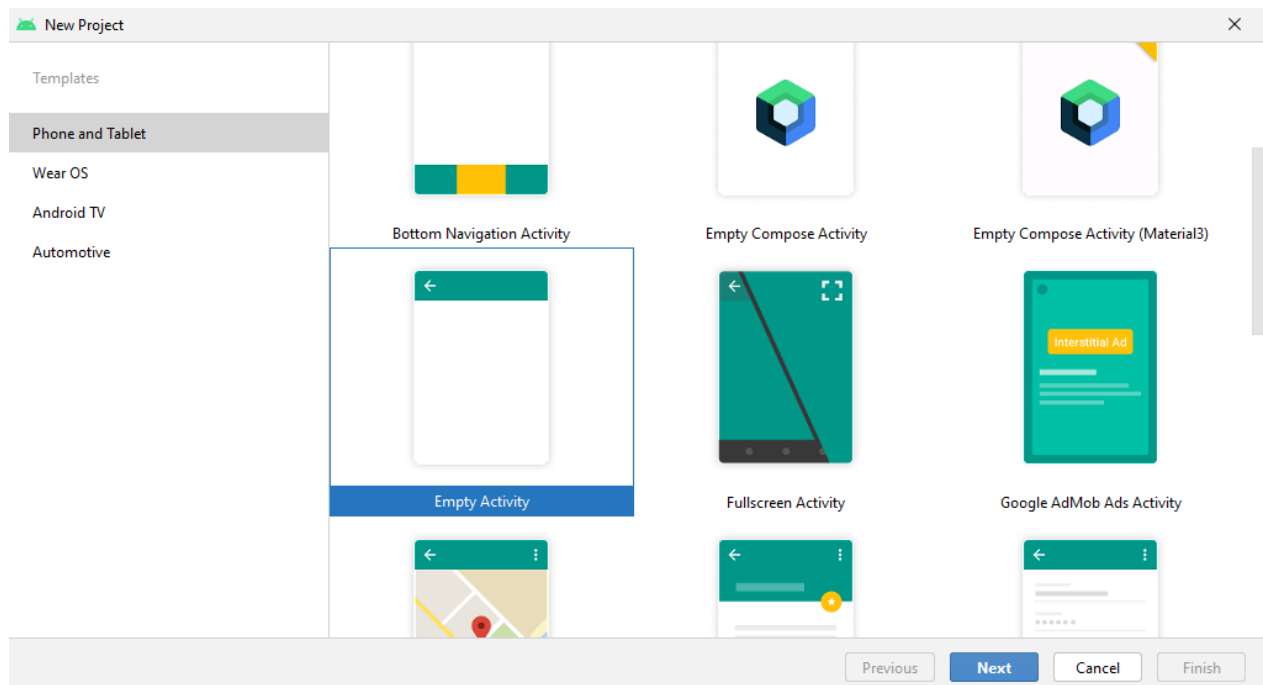 New Project
Templates
Phone and Tablet
Wear OS
Android TV
Automotive
Bottom Navigation Activity
Empty Compose Activity
Empty Compose Activity (Material3)
Interstitial Ad
Empty Activity
Fullscreen Activity
Google AdMob Ads Activity
Previous
Next
Cancel
Finish